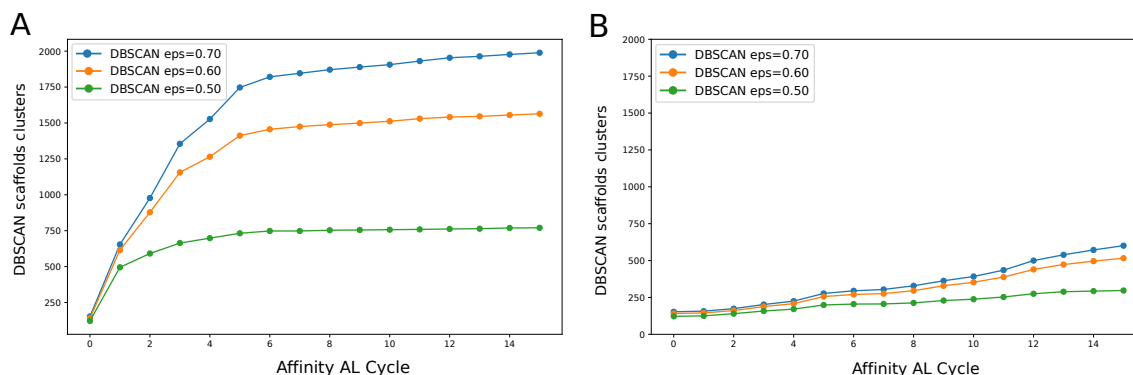 A
DBSCAN scaffolds clusters
2000
1750
1500
1250
1000
750
500
250
DBSCAN eps=0.70
DBSCAN eps=0.60
DBSCAN eps=0.50
0 2 4 6 8 10 12 14
Affinity AL Cycle
B
DBSCAN scaffolds clusters
2000
1750
1500
1250
1000
750
500
250
0
DBSCAN eps=0.70
DBSCAN eps=0.60
DBSCAN eps=0.50
0 2 4 6 8 10 12 14
Affinity AL Cycle